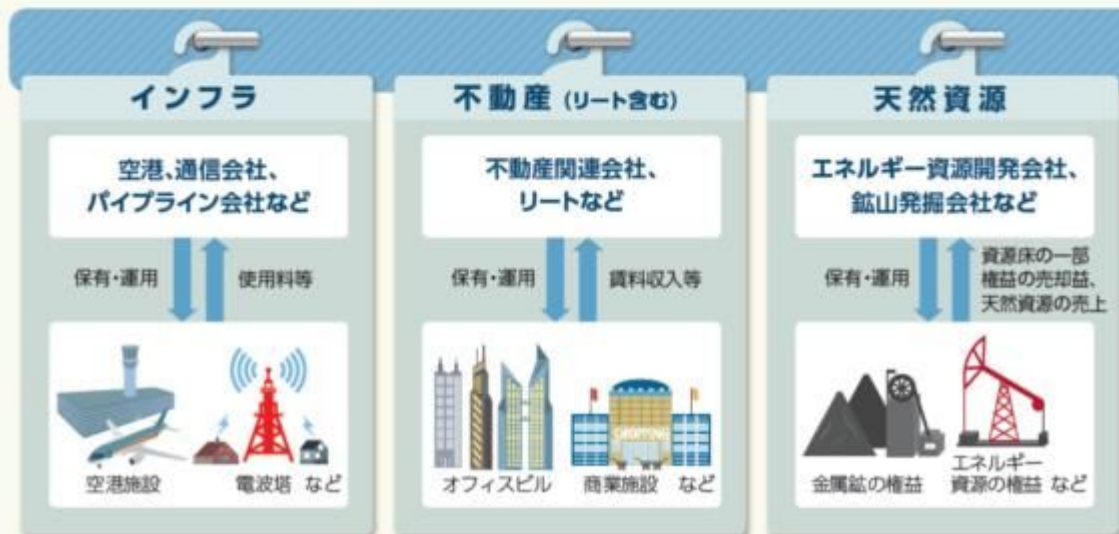 インフラ
空港、通信会社、
パイプライン会社など
保有・運用
使用料等
空港施設
電波塔 など
不動産(リート含む)
不動産関連会社、
リートなど
保有・運用
賃料収入等
オフィスビル
商業施設 など
天然資源
エネルギー資源開発会社、
鉱山発掘会社など
保有・運用
資源床の一部
権益の売却益、
天然資源の売上
金属鉱の権益
エネルギー
資源の権益 など